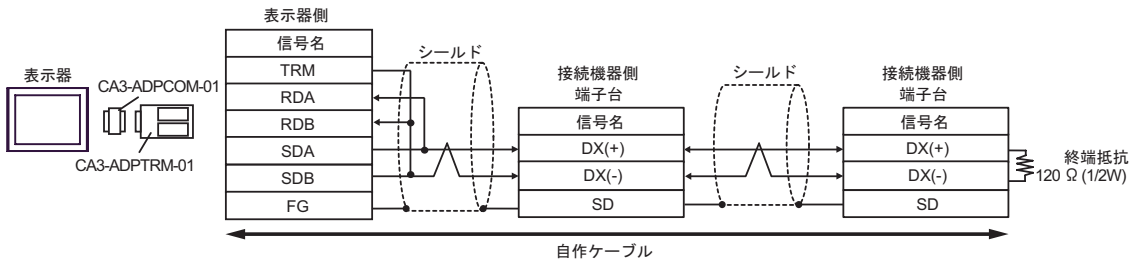 表示器
CA3-ADPCOM-01
CA3-ADPTRM-01
表示器側
信号名
TRM
RDA
RDB
SDA
SDB
FG
シールド
接続機器側
端子台
信号名
DX(+)
DX(-)
SD
シールド
接続機器側
端子台
信号名
DX(+)
DX(-)
SD
終端抵抗
120 Ω (1/2W)
自作ケーブル